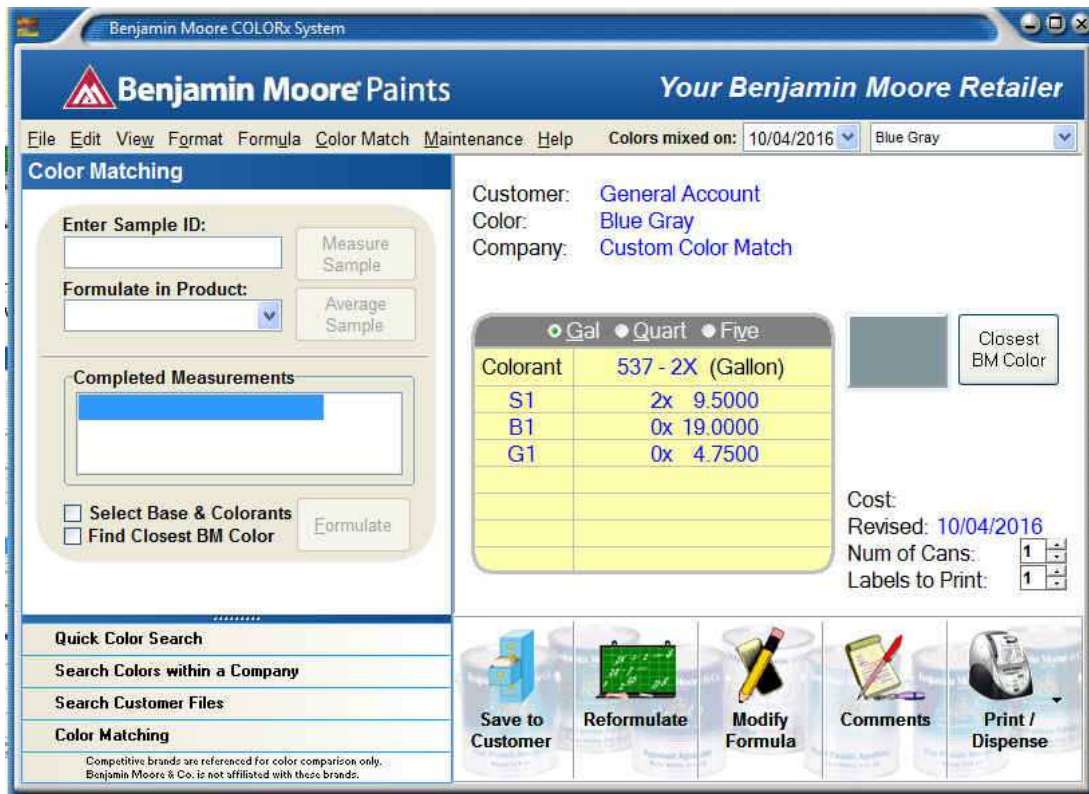 Benjamin Moore COLORx System
Benjamin Moore Paints
Your Benjamin Moore Retailer
File Edit View Format Formula Color Match Maintenance Help Colors mixed on: 10/04/2016 Blue Gray
Color Matching
Enter Sample ID:
Measure
Sample
Formulate in Product:
Average
Sample
Completed Measurements
Select Base & Colorants
Find Closest BM Color
Formulate
Quick Color Search
Search Colors within a Company
Search Customer Files
Color Matching
Competitive brands are referenced for color comparison only.
Benjamin Moore & Co. is not affiliated with these brands.
Customer: General Account
Color: Blue Gray
Company: Custom Color Match
Gal Quart Five
Colorant 537 - 2X (Gallon)
S1 2x 9.5000
B1 0x 19.0000
G1 0x 4.7500
Closest
BM Color
Cost:
Revised: 10/04/2016
Num of Cans: 1
Labels to Print: 1
Save to
Customer
Reformulate
Modify
Formula
Comments
Print /
Dispense